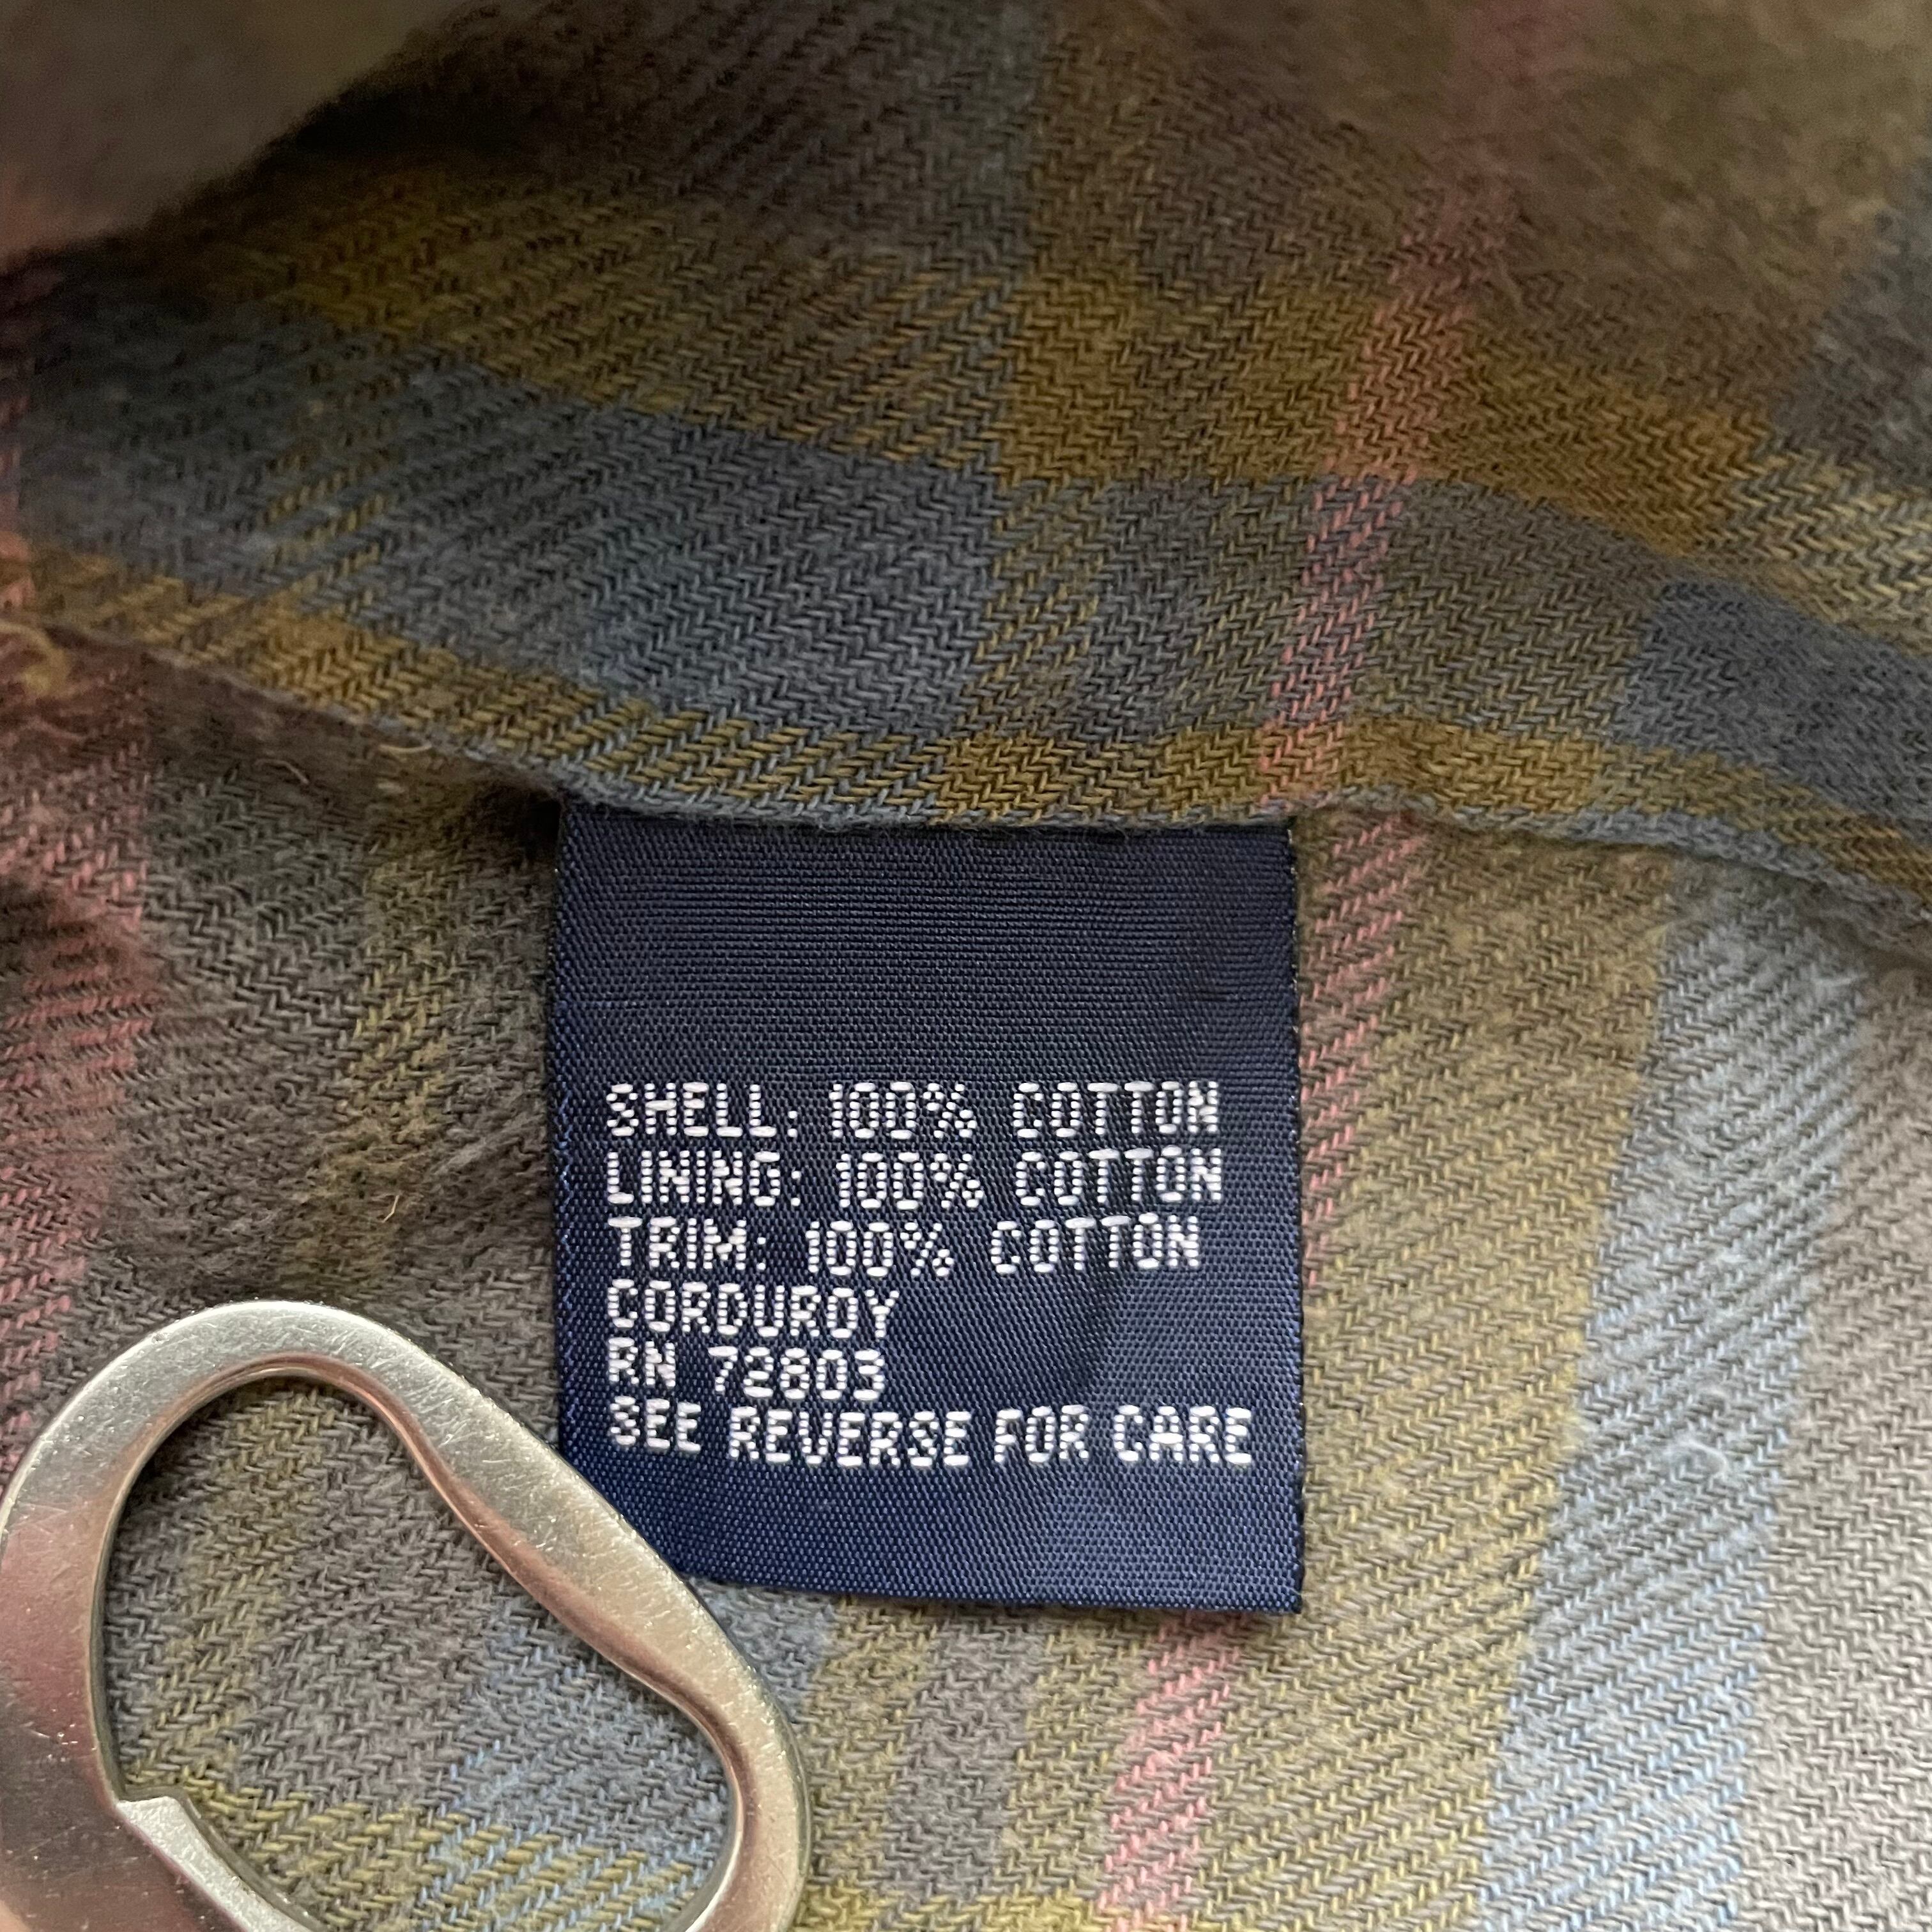 SHELL: 100% COTTON
LINING: 100% COTTON
TRIM: 100% COTTON
CORDUROY
RN 72803
SEE REVERSE FOR CARE